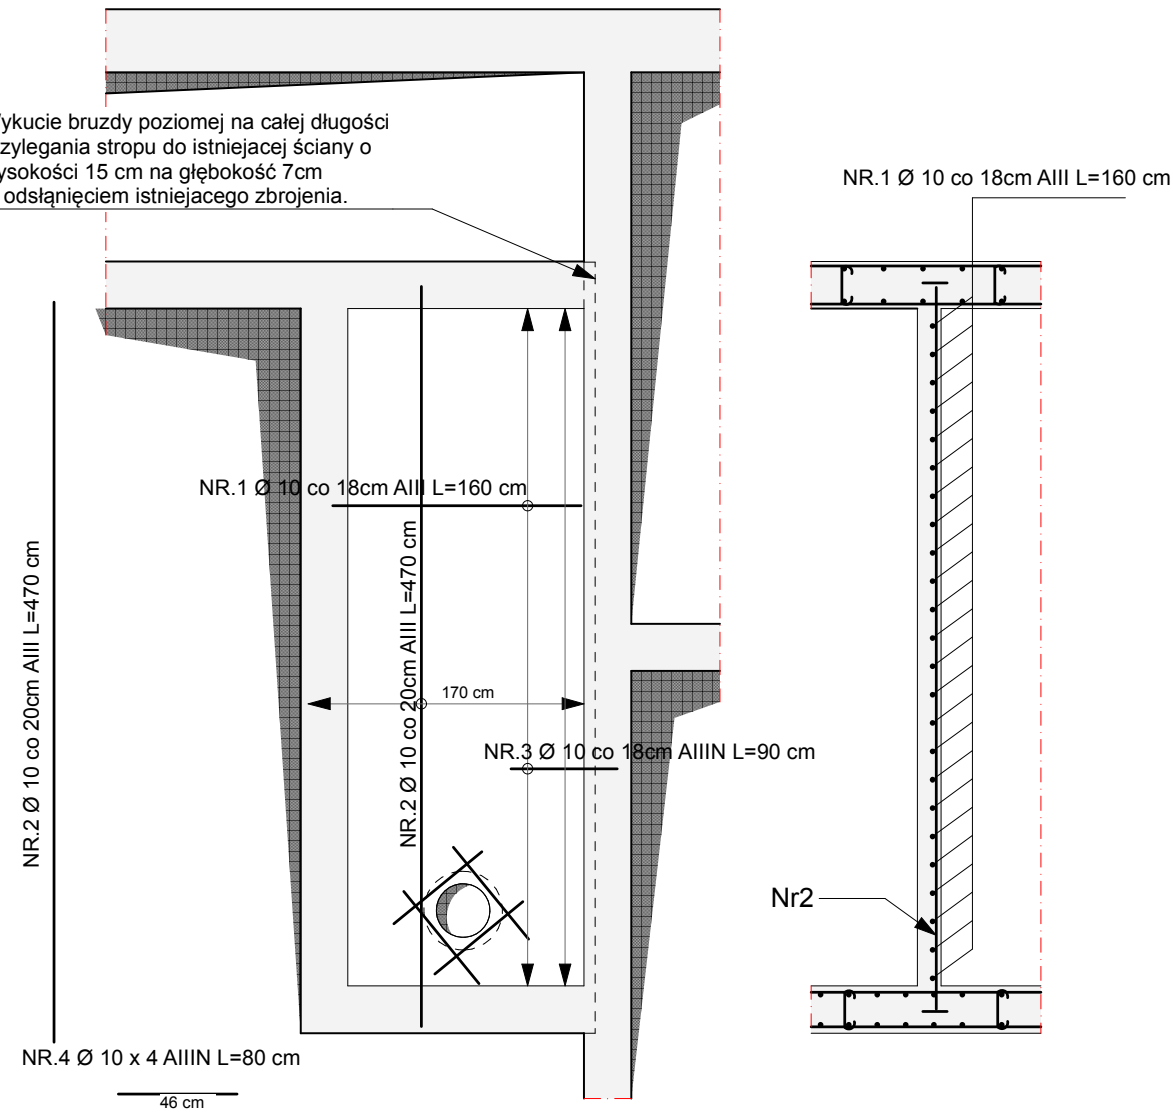 ykucie bruzdy poziomej na całej długości
zylegania stropu do istniejacej ściany o
ysokości 15 cm na głębokość 7cm
odsłąnięciem istniejacego zbrojenia.
NR.1 Ø 10 co 18cm AIII L=160 cm
NR.1 Ø 10 co 18cm AIII L=160 cm
NR.2 Ø 10 co 20cm AIII L=470 cm
NR.2 Ø 10 co 20cm AIII L=470 cm
170 cm
NR.3 Ø 10 co 18cm AIIIN L=90 cm
Nr2
NR.4 Ø 10 x 4 AIIIN L=80 cm
46 cm